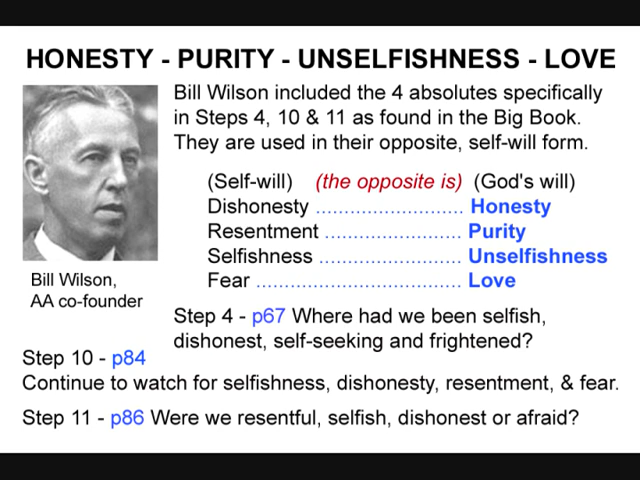 HONESTY - PURITY - UNSELFISHNESS - LOVE
Bill Wilson included the 4 absolutes specifically
in Steps 4, 10 & 11 as found in the Big Book.
They are used in their opposite, self-will form.
(Self-will) (the opposite is) (God's will)
Dishonesty .......................... Honesty
Resentment ........................ Purity
Selfishness ......................... Unselfishness
Fear .................................... Love
Bill Wilson,
AA co-founder
Step 4 - p67 Where had we been selfish,
dishonest, self-seeking and frightened?
Step 10 - p84
Continue to watch for selfishness, dishonesty, resentment, & fear.
Step 11 - p86 Were we resentful, selfish, dishonest or afraid?